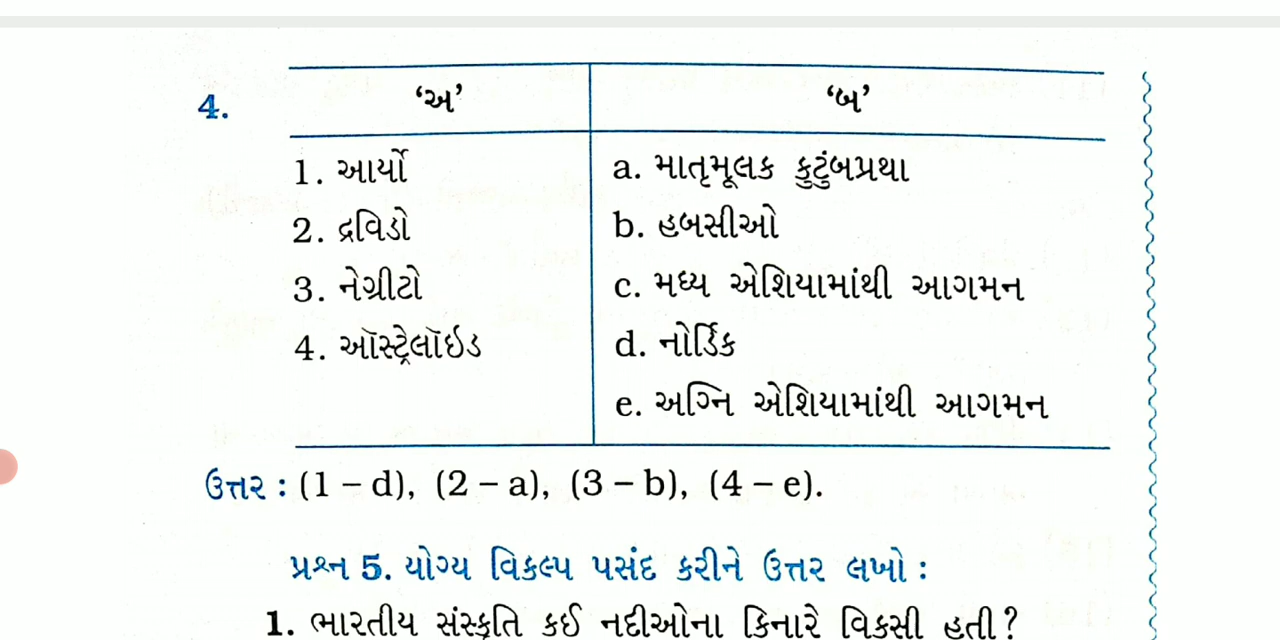 4. ‘અ’ ‘બ’
1. આર્યો a. માતૃમૂલક કુટુંબપ્રથા
2. દ્રવિડો b. હબસીઓ
3. નેગ્રીટો c. મધ્ય એશિયામાંથી આગમન
4. ઑસ્ટ્રેલૉઇડ d. નોર્ડિક
e. અગ્નિ એશિયામાંથી આગમન
ઉત્તર : (1 – d), (2 – a), (3 – b), (4 – e).
પ્રશ્ન 5. યોગ્ય વિકલ્પ પસંદ કરીને ઉત્તર લખો :
1. ભારતીય સંસ્કૃતિ કઈ નદીઓના કિનારે વિકસી હતી?